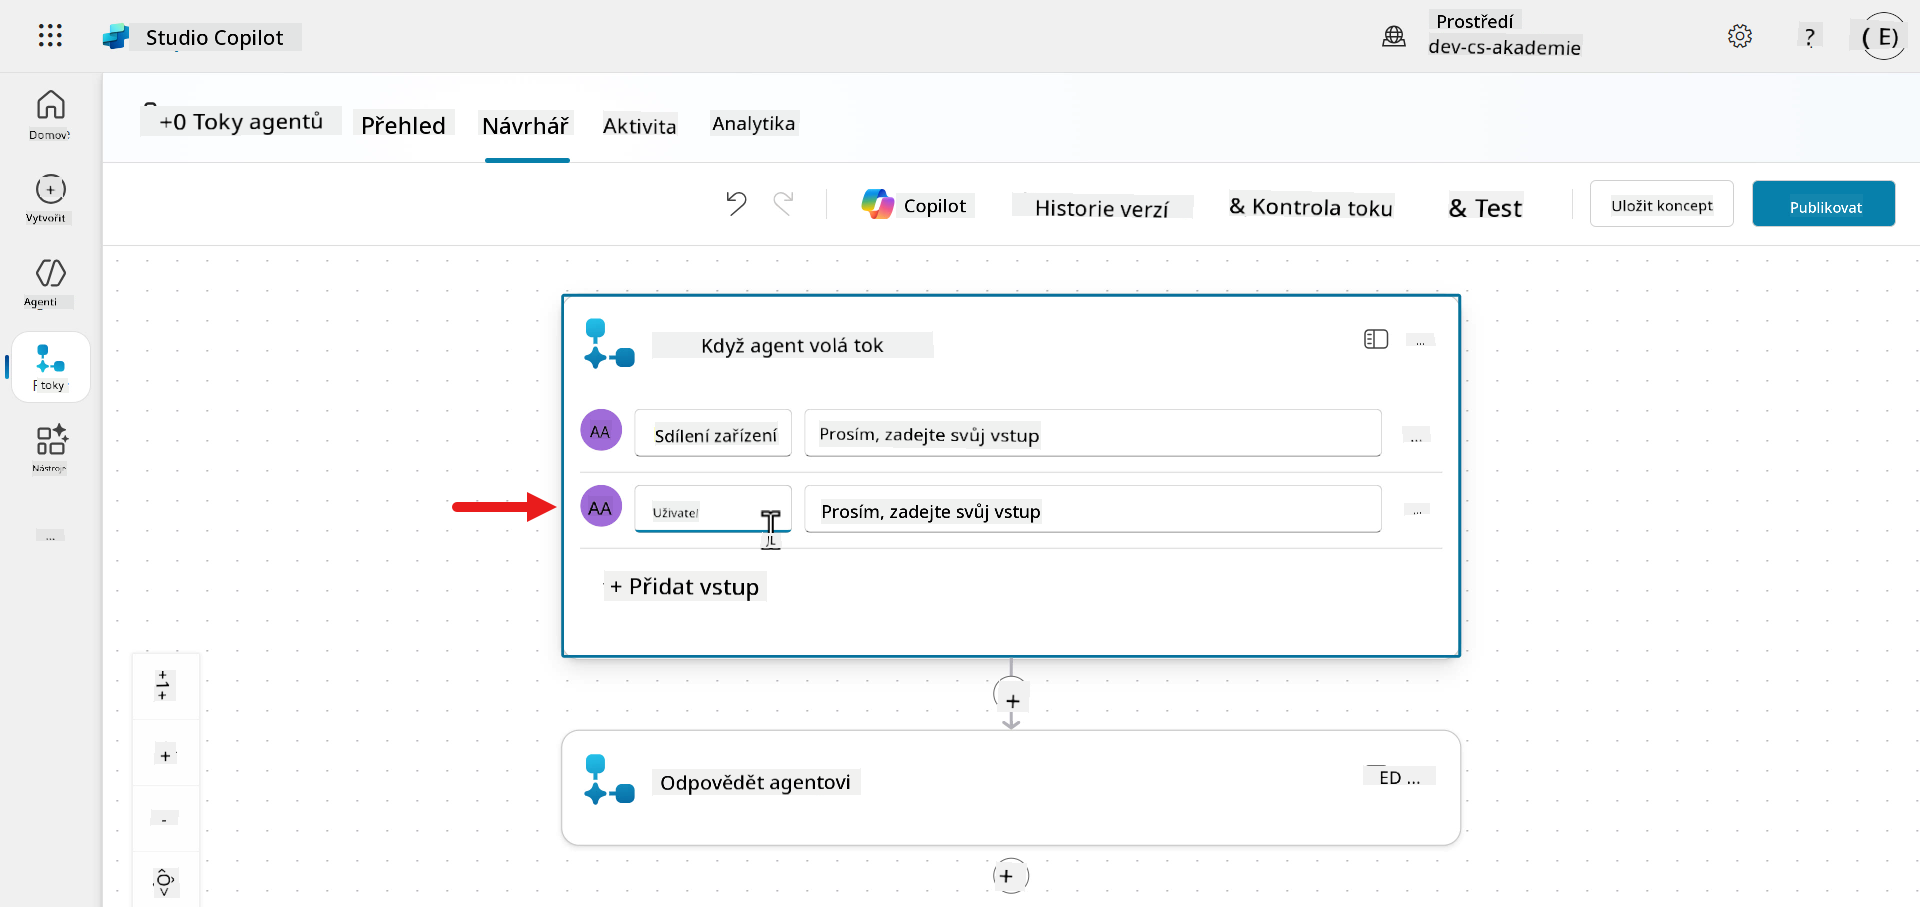 Studio Copilot
Prostředí
dev-cs-akademie
?
( E)
+0 Toky agentů
Přehled
Návrhář
Aktivita
Analytika
Domov
Vytvořit
Agenti
toky
Nástroje
...
Copilot
Historie verzí
& Kontrola toku
& Test
Uložit koncept
Publikovat
Když agent volá tok
...
AA
Sdílení zařízení
Prosím, zadejte svůj vstup
...
AA
Uživatel
Prosím, zadejte svůj vstup
...
+ Přidat vstup
+
Odpovědět agentovi
ED ...
+
+
-